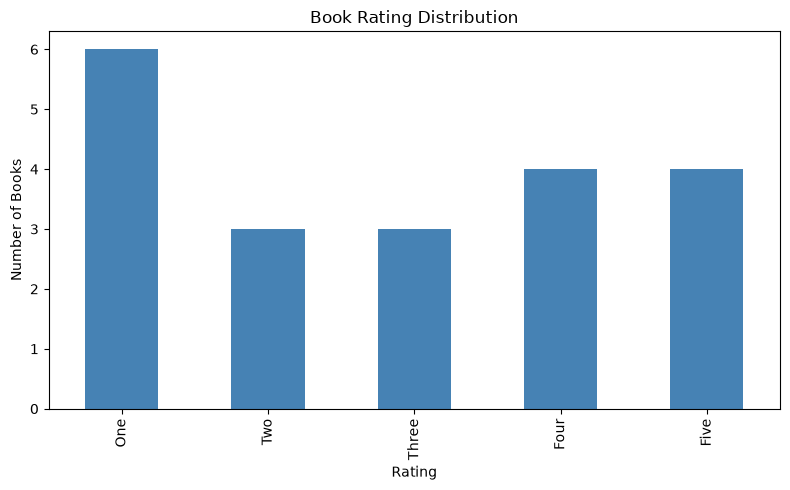 Book Rating Distribution
Number of Books
6
5
4
3
2
1
0
One
Two
Three
Four
Five
Rating